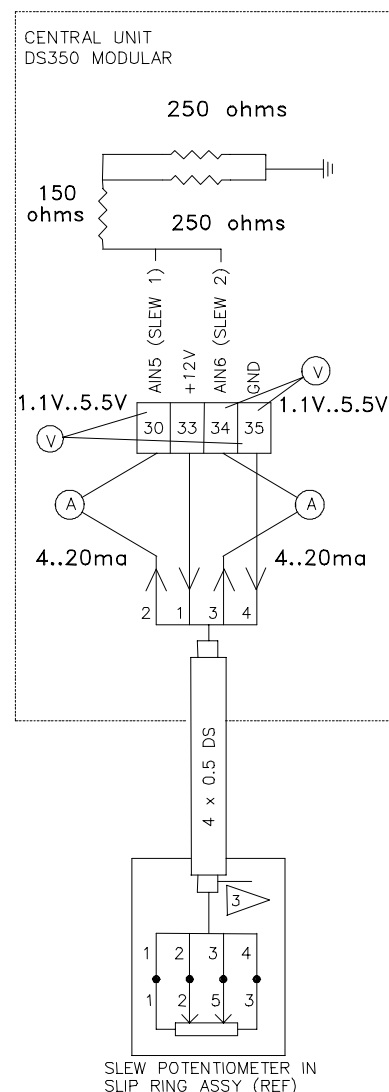 CENTRAL UNIT
DS350 MODULAR
250 ohms
150
ohms
250 ohms
AIN5 (SLEW 1)
+12V
AIN6 (SLEW 2)
GND
V
1.1V..5.5V
30 33 34 35
1.1V..5.5V
V
A
A
4..20ma
4..20ma
2 1 3 4
4 x 0.5 DS
3
1 2 3 4
1 2 5 3
SLEW POTENTIOMETER IN
SLIP RING ASSY (REF)